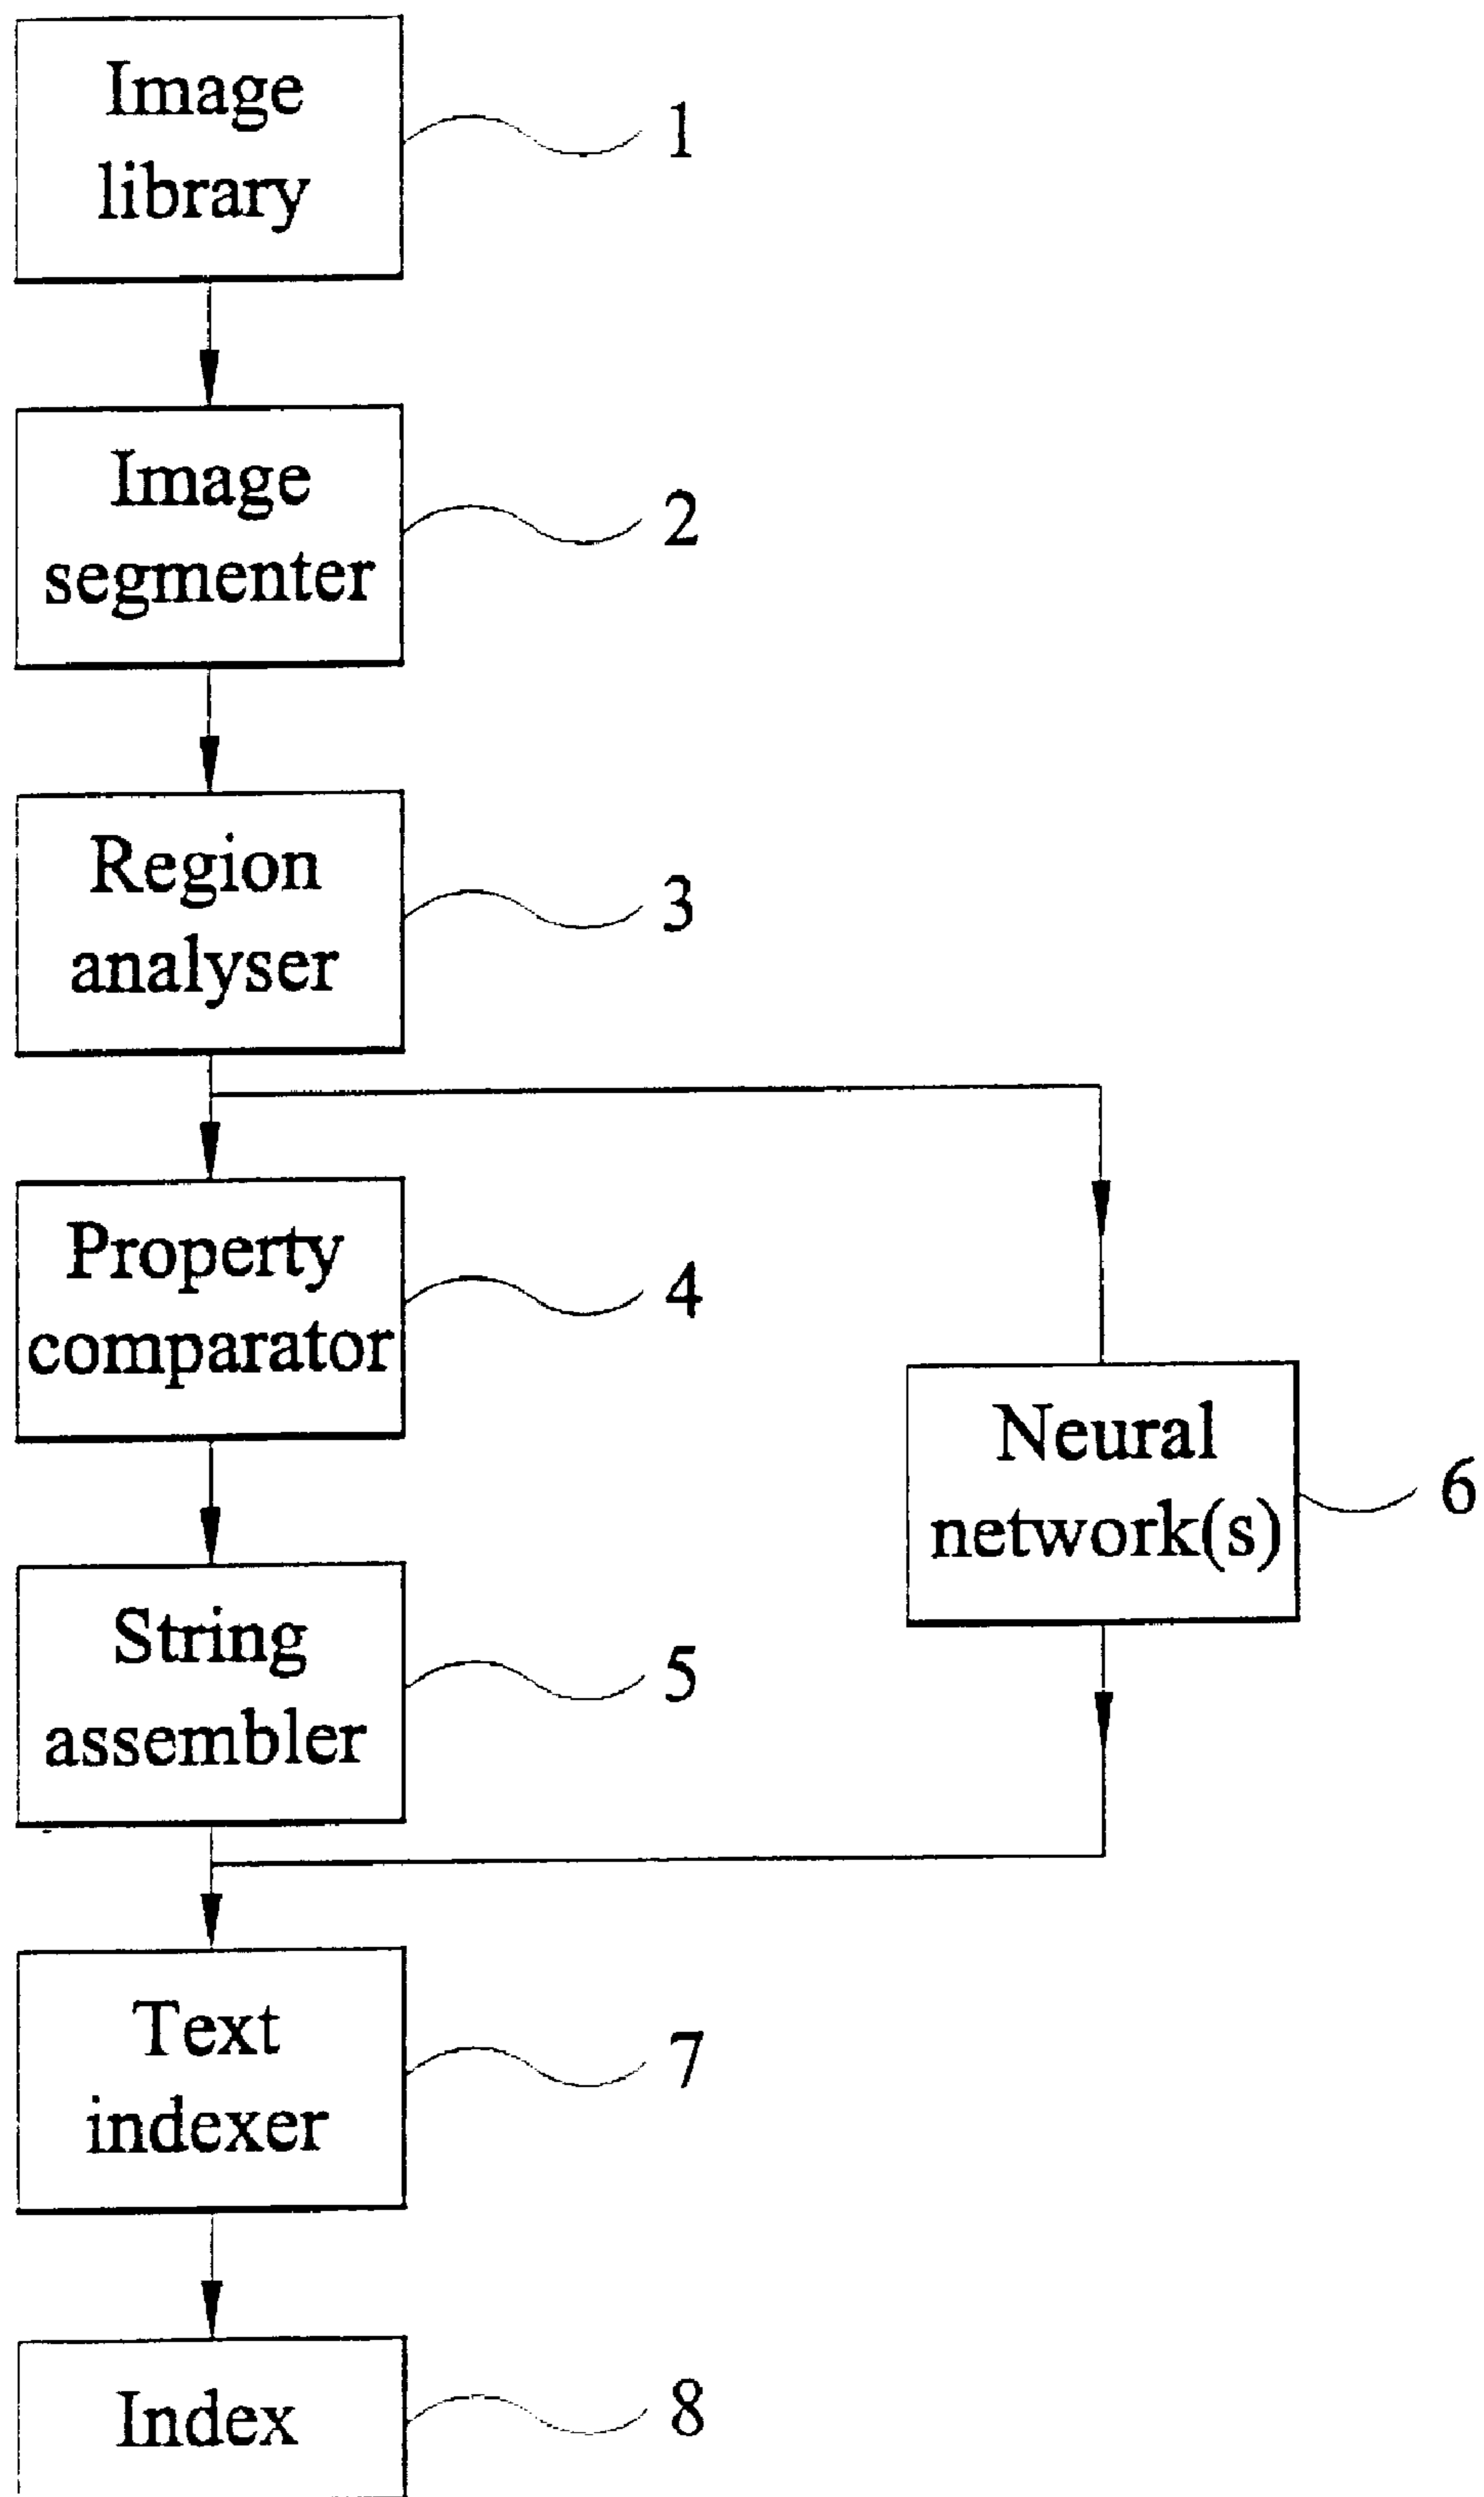 Image
library
1
Image
segmenter
2
Region
analyser
3
Property
comparator
4
Neural
network(s)
6
String
assembler
5
Text
indexer
7
Index
8